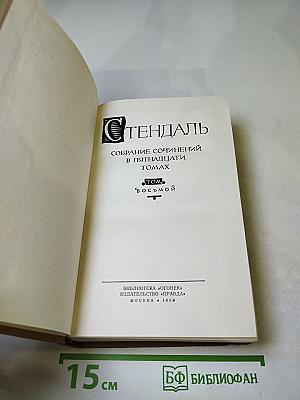 СТЕНДАЛЬ
СОБРАНИЕ СОЧИНЕНИЙ
В ПЯТНАДЦАТИ
ТОМАХ
ТОМ
ВОСЬМОЙ
БИБЛИОТЕКА «ОГОНЕК»
ИЗДАТЕЛЬСТВО «ПРАВДА»
МОСКВА • 1959
15 см
БФ БИБЛИОФАН